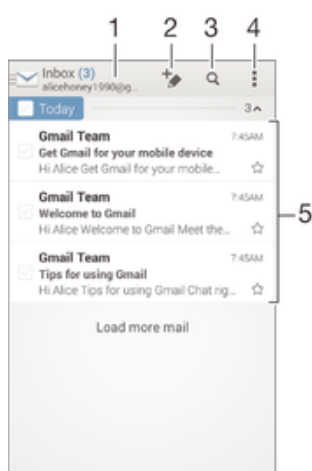 1 2 3 4
Inbox (3)
alicehoney1990@g...
Today 3
Gmail Team 7:45AM
Get Gmail for your mobile device
Hi Alice Get Gmail for your mobile...
Gmail Team 7:45AM
Welcome to Gmail
Hi Alice Welcome to Gmail Meet the...
5
Gmail Team 7:45AM
Tips for using Gmail
Hi Alice Tips for using Gmail Chat rig...
Load more mail